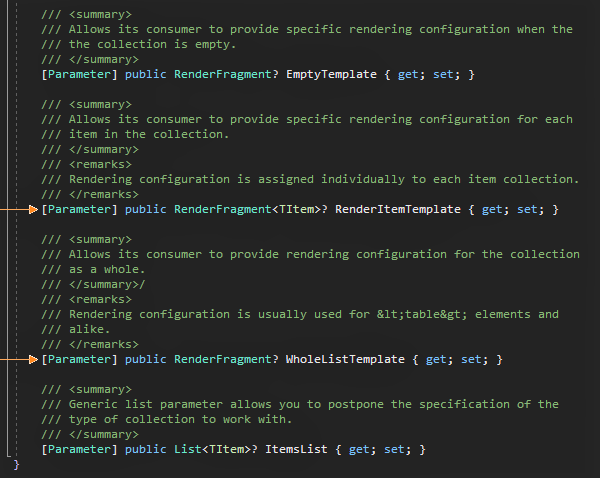 /// <summary>
/// Allows its consumer to provide specific rendering configuration when the
/// the collection is empty.
/// </summary>
[Parameter] public RenderFragment? EmptyTemplate { get; set; }
/// <summary>
/// Allows its consumer to provide specific rendering configuration for each
/// item in the collection.
/// </summary>
/// <remarks>
/// Rendering configuration is assigned individually to each item collection.
/// </remarks>
[Parameter] public RenderFragment<TItem>? RenderItemTemplate { get; set; }
/// <summary>
/// Allows its consumer to provide rendering configuration for the collection
/// as a whole.
/// </summary>/
/// <remarks>
/// Rendering configuration is usually used for &lt;table&gt; elements and
/// alike.
/// </remarks>
[Parameter] public RenderFragment? WholeListTemplate { get; set; }
/// <summary>
/// Generic list parameter allows you to postpone the specification of the
/// type of collection to work with.
/// </summary>
[Parameter] public List<TItem>? ItemsList { get; set; }
}